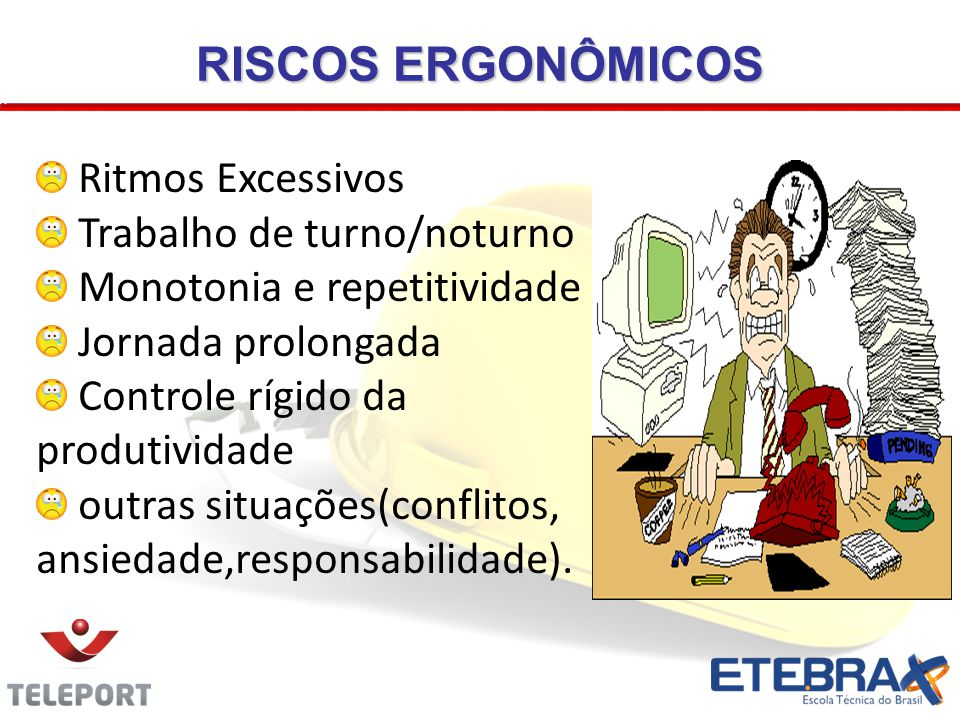 RISCOS ERGONÔMICOS
Ritmos Excessivos
Trabalho de turno/noturno
Monotonia e repetitividade
Jornada prolongada
Controle rígido da
produtividade
outras situações(conflitos,
ansiedade,responsabilidade).
12
PENDING
COFFEE
TELEPORT
ETEBRAX
Escola Técnica do Brasil